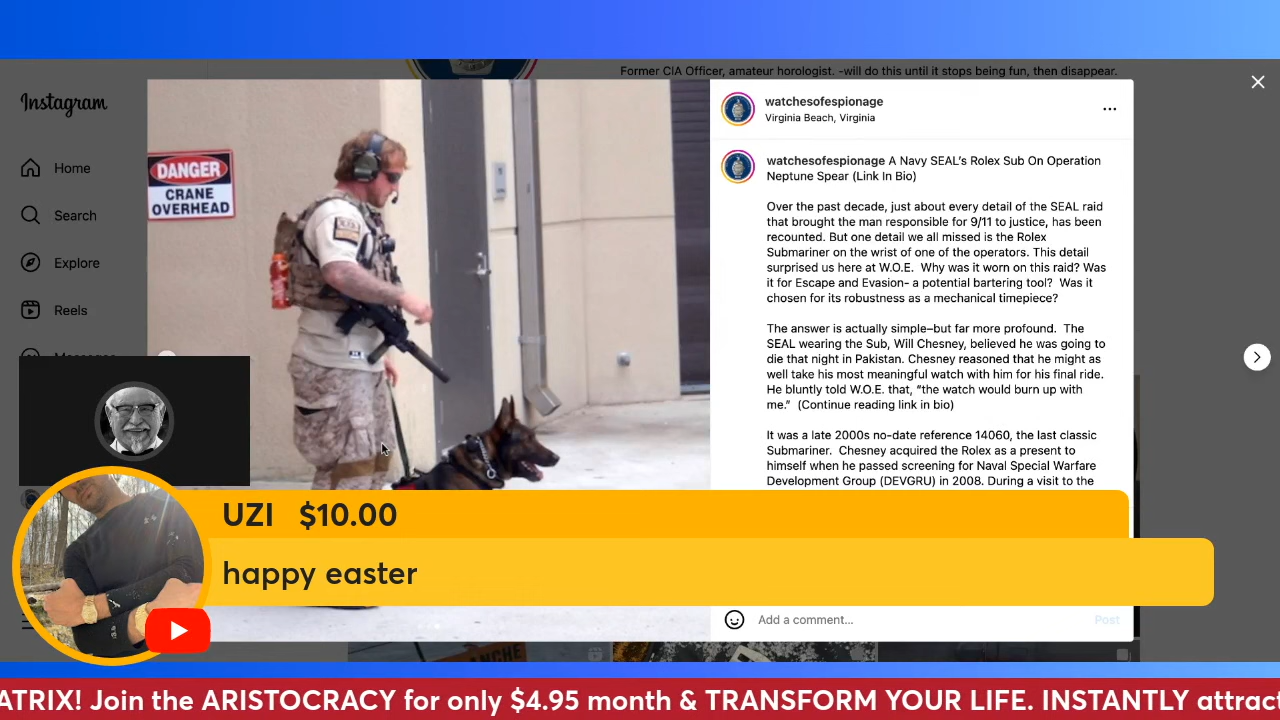 Former CIA Officer, amateur horologist. -will do this until it stops being fun, then disappear.
Instagram
Home
Search
Explore
Reels
DANGER
CRANE
OVERHEAD
watchesofespionage
Virginia Beach, Virginia
watchesofespionage A Navy SEAL's Rolex Sub On Operation
Neptune Spear (Link In Bio)
Over the past decade, just about every detail of the SEAL raid
that brought the man responsible for 9/11 to justice, has been
recounted. But one detail we all missed is the Rolex
Submariner on the wrist of one of the operators. This detail
surprised us here at W.O.E.  Why was it worn on this raid? Was
it for Escape and Evasion- a potential bartering tool?  Was it
chosen for its robustness as a mechanical timepiece?
The answer is actually simple–but far more profound.  The
SEAL wearing the Sub, Will Chesney, believed he was going to
die that night in Pakistan. Chesney reasoned that he might as
well take his most meaningful watch with him for his final ride.
He bluntly told W.O.E. that, "the watch would burn up with
me."  (Continue reading link in bio)
It was a late 2000s no-date reference 14060, the last classic
Submariner.  Chesney acquired the Rolex as a present to
himself when he passed screening for Naval Special Warfare
Development Group (DEVGRU) in 2008. During a visit to the
UZI $10.00
happy easter
Add a comment...
Post
ATRIX! Join the ARISTOCRACY for only $4.95 month & TRANSFORM YOUR LIFE. INSTANTLY attract